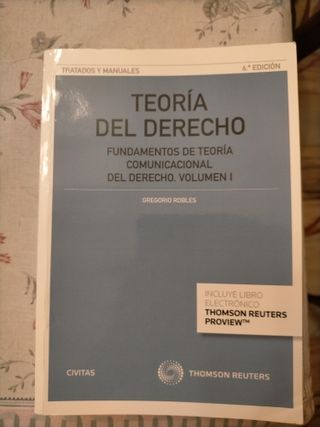 TRATADOS Y MANUALES
6.ª EDICIÓN
TEORÍA
DEL DERECHO
FUNDAMENTOS DE TEORÍA
COMUNICACIONAL
DEL DERECHO. VOLUMEN I
GREGORIO ROBLES
INCLUYE LIBRO
ELECTRÓNICO
THOMSON REUTERS
PROVIEW™
CIVITAS
THOMSON REUTERS